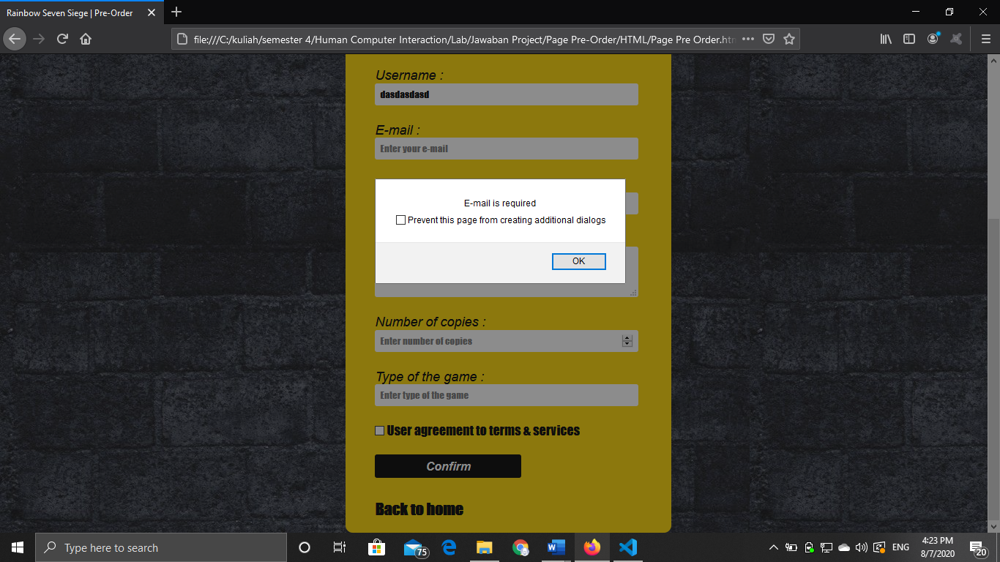 Rainbow Seven Siege | Pre-Order
file:///C:/kuliah/semester 4/Human Computer Interaction/Lab/Jawaban Project/Page Pre-Order/HTML/Page Pre Order.htm
Username :
dasdasdasd
E-mail :
Enter your e-mail
E-mail is required
Prevent this page from creating additional dialogs
OK
Number of copies :
Enter number of copies
Type of the game :
Enter type of the game
User agreement to terms & services
Confirm
Back to home
Type here to search
75
ENG
4:23 PM
8/7/2020
20